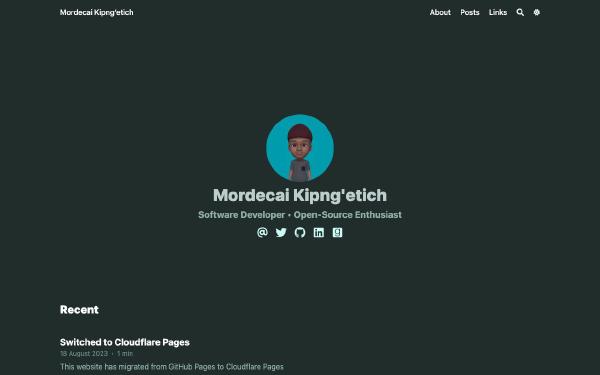 Mordecai Kipng'etich
About Posts Links
Mordecai Kipng'etich
Software Developer • Open-Source Enthusiast
Recent
Switched to Cloudflare Pages
18 August 2023 · 1 min
This website has migrated from GitHub Pages to Cloudflare Pages